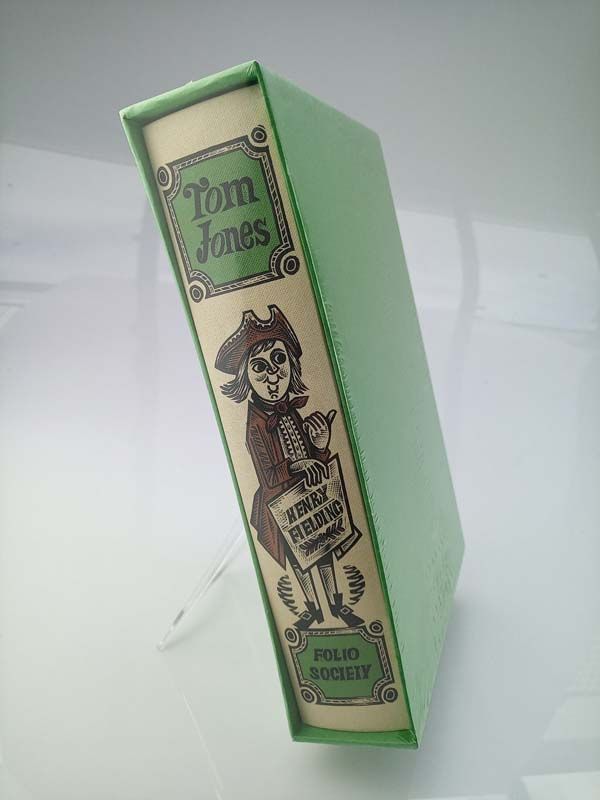 Tom
Jones
HENRY
FIELDING
FOLIO
SOCIETY